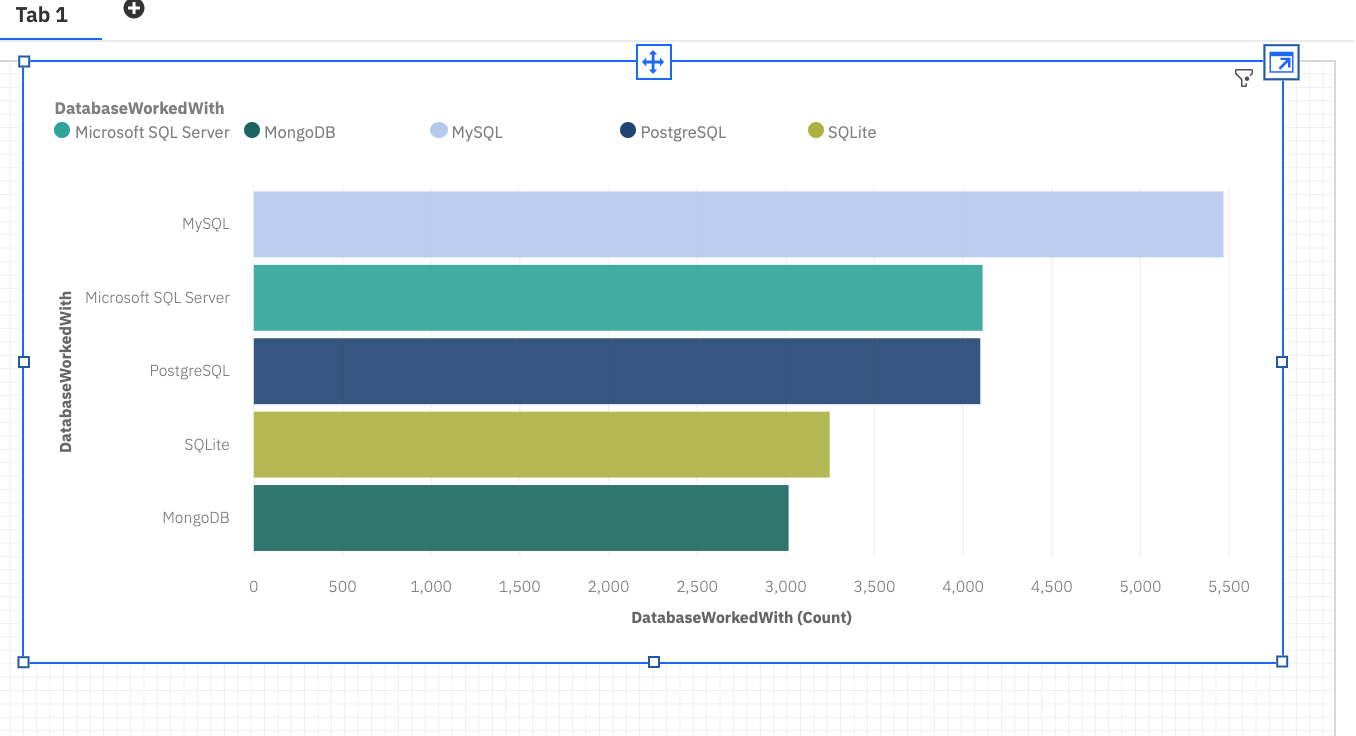 Tab 1
DatabaseWorkedWith
Microsoft SQL Server MongoDB MySQL PostgreSQL SQLite
DatabaseWorkedWith
MySQL
Microsoft SQL Server
PostgreSQL
SQLite
MongoDB
0 500 1,000 1,500 2,000 2,500 3,000 3,500 4,000 4,500 5,000 5,500
DatabaseWorkedWith (Count)